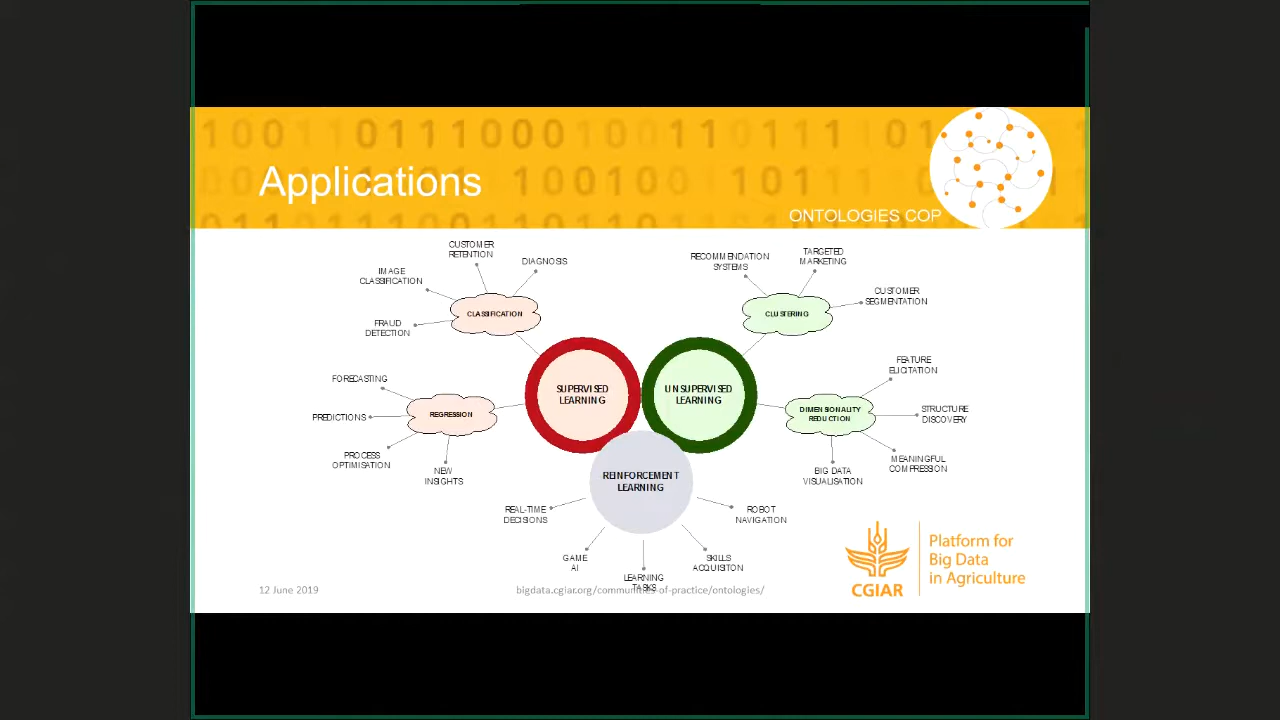 Applications
ONTOLOGIES COP
CUSTOMER
RETENTION
DIAGNOSIS
IMAGE
CLASSIFICATION
FRAUD
DETECTION
CLASSIFICATION
RECOMMENDATION
SYSTEMS
TARGETED
MARKETING
CUSTOMER
SEGMENTATION
CLUSTERING
FORECASTING
PREDICTIONS
PROCESS
OPTIMISATION
NEW
INSIGHTS
REGRESSION
SUPERVISED
LEARNING
UNSUPERVISED
LEARNING
FEATURE
ELICITATION
STRUCTURE
DISCOVERY
MEANINGFUL
COMPRESSION
BIG DATA
VISUALISATION
DIMENSIONALITY
REDUCTION
REINFORCEMENT
LEARNING
REAL-TIME
DECISIONS
GAME
AI
LEARNING
TASKS
SKILLS
ACQUISITON
ROBOT
NAVIGATION
12 June 2019
bigdata.cgiar.org/communities-of-practice/ontologies/
CGIAR
Platform for
Big Data
in Agriculture